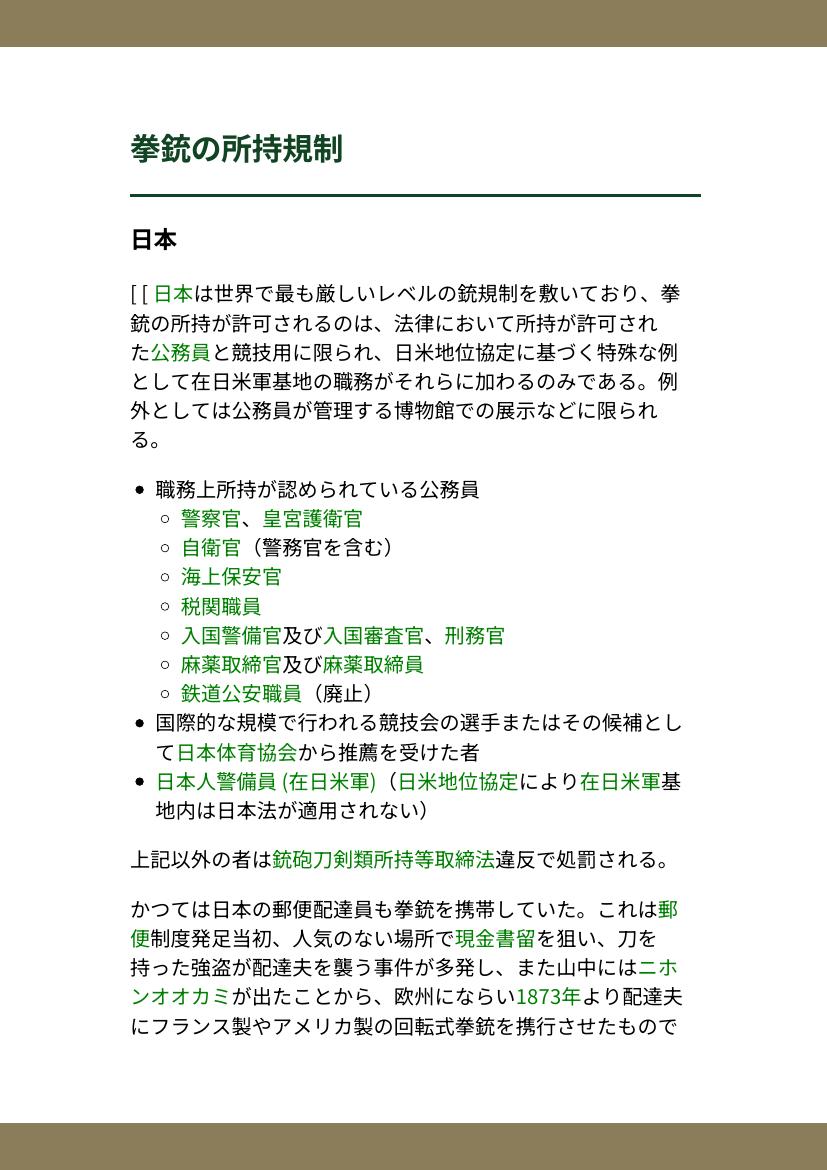 拳銃の所持規制
日本
[ [ 日本は世界で最も厳しいレベルの銃規制を敷いており、拳
銃の所持が許可されるのは、法律において所持が許可され
た公務員と競技用に限られ、日米地位協定に基づく特殊な例
として在日米軍基地の職務がそれらに加わるのみである。例
外としては公務員が管理する博物館での展示などに限られ
る。
• 職務上所持が認められている公務員
○ 警察官、皇宮護衛官
○ 自衛官（警務官を含む）
○ 海上保安官
○ 税関職員
○ 入国警備官及び入国審査官、刑務官
○ 麻薬取締官及び麻薬取締員
○ 鉄道公安職員（廃止）
• 国際的な規模で行われる競技会の選手またはその候補とし
て日本体育協会から推薦を受けた者
• 日本人警備員 (在日米軍)（日米地位協定により在日米軍基
地内は日本法が適用されない）
上記以外の者は銃砲刀剣類所持等取締法違反で処罰される。
かつては日本の郵便配達員も拳銃を携帯していた。これは郵
便制度発足当初、人気のない場所で現金書留を狙い、刀を
持った強盗が配達夫を襲う事件が多発し、また山中にはニホ
ンオオカミが出たことから、欧州にならい1873年より配達夫
にフランス製やアメリカ製の回転式拳銃を携行させたもので